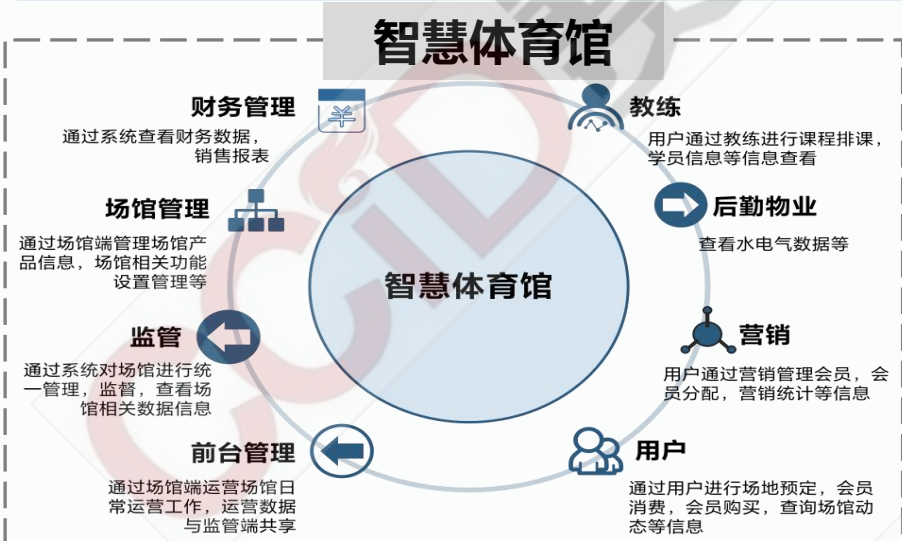 智慧体育馆
财务管理
通过系统查看财务数据，
销售报表
场馆管理
通过场馆端管理场馆产
品信息，场馆相关功能
设置管理等
监管
通过系统对场馆进行统
一管理，监督，查看场
馆相关数据信息
前台管理
通过场馆端运营场馆日
常运营工作，运营数据
与监管端共享
智慧体育馆
教练
用户通过教练进行课程排课，
学员信息等信息查看
后勤物业
查看水电气数据等
营销
用户通过营销管理会员，会
员分配，营销统计等信息
用户
通过用户进行场地预定，会员
消费，会员购买，查询场馆动
态等信息
CCiD